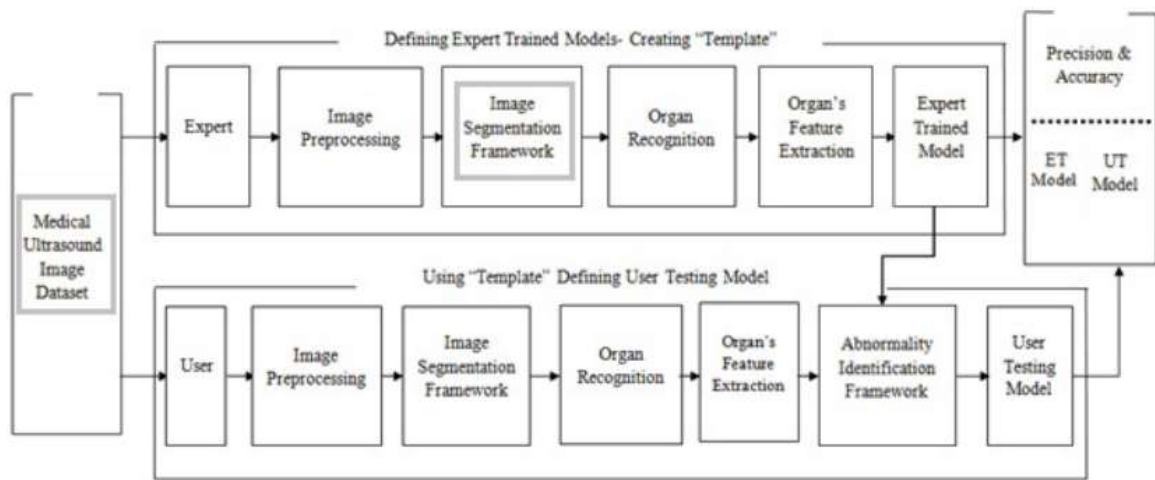 Defining Expert Trained Models- Creating “Template”
Precision &
Accuracy
ET
Model
UT
Model
Medical
Ultrasound
Image
Dataset
Expert
Image
Preprocessing
Image
Segmentation
Framework
Organ
Recognition
Organ’s
Feature
Extraction
Expert
Trained
Model
Using “Template” Defining User Testing Model
User
Image
Preprocessing
Image
Segmentation
Framework
Organ
Recognition
Organ’s
Feature
Extraction
Abnormality
Identification
Framework
User
Testing
Model